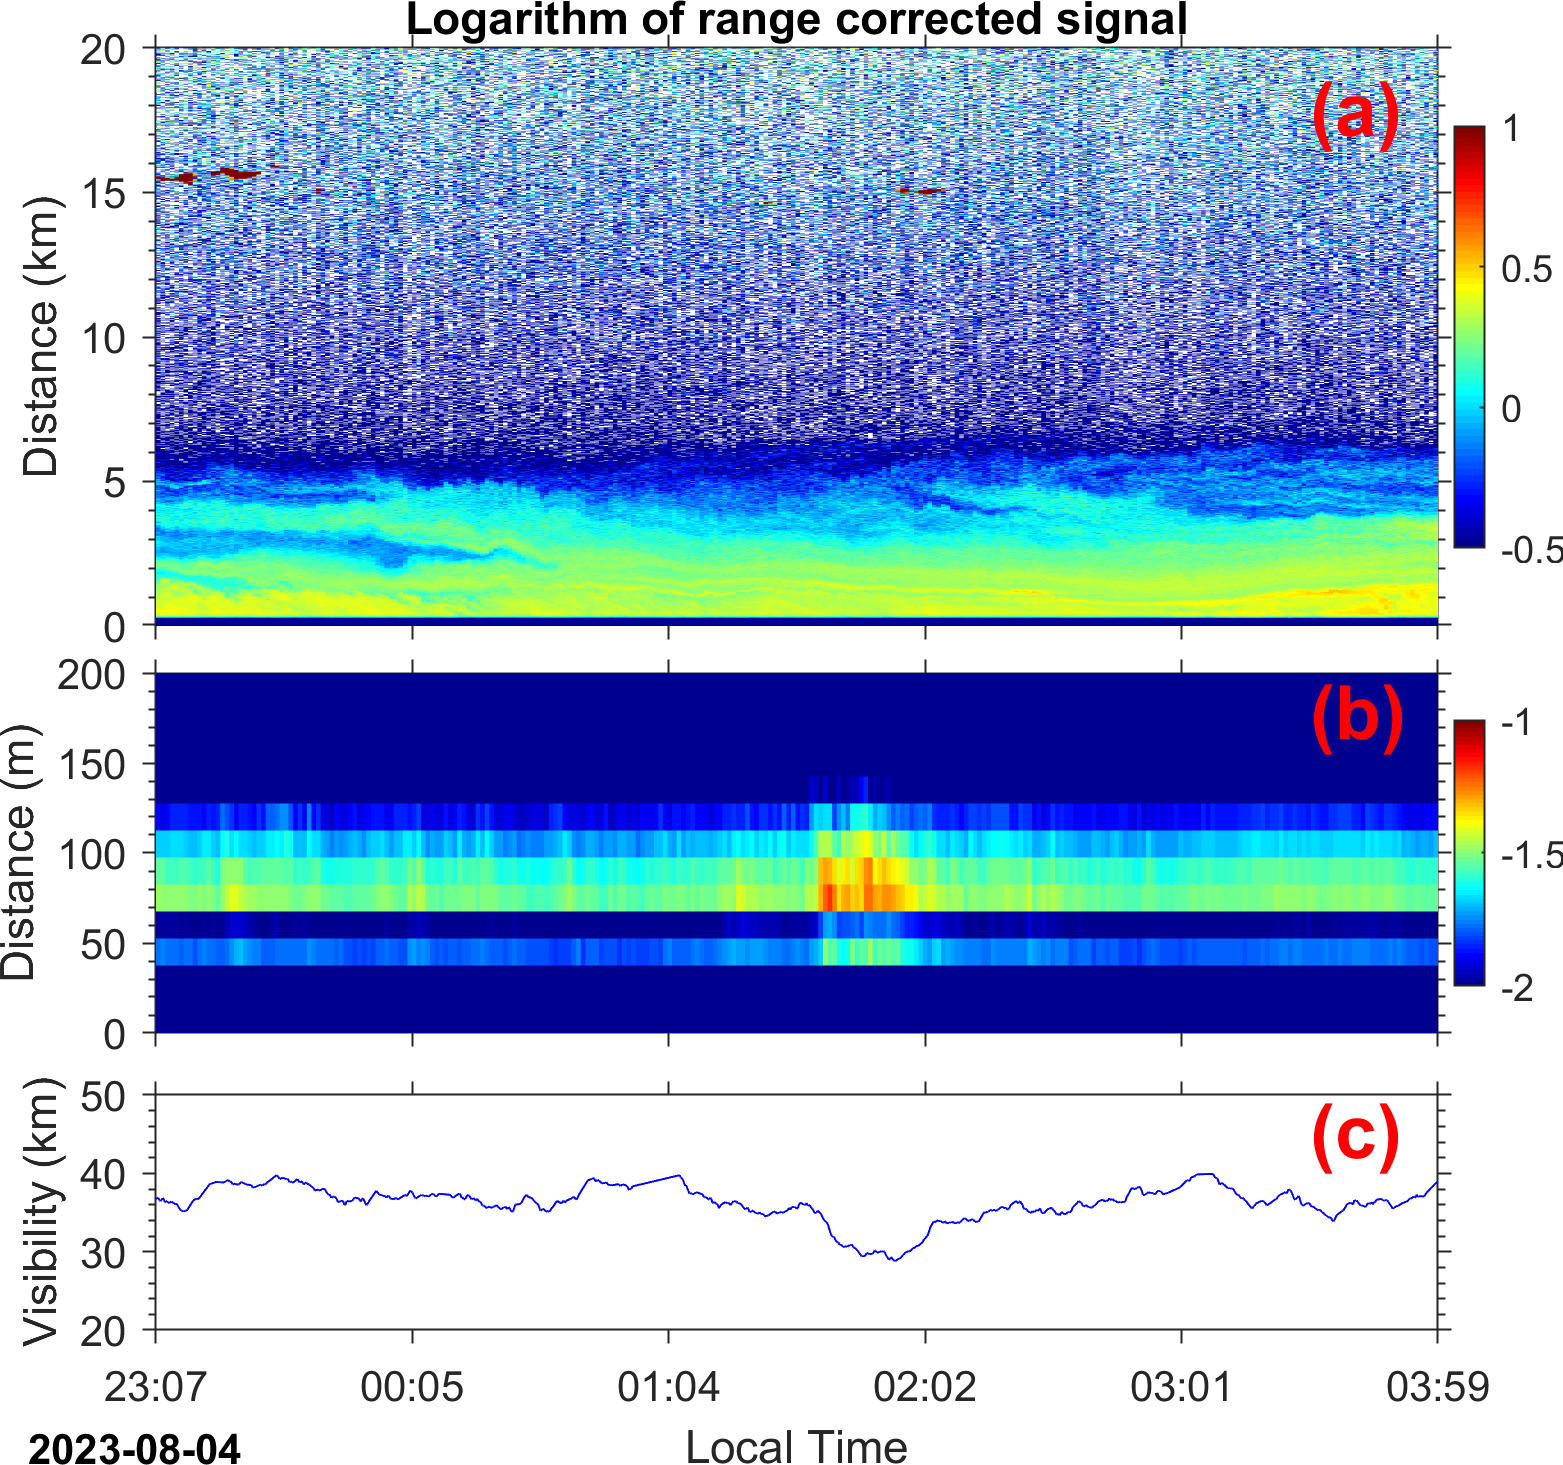 Logarithm of range corrected signal
(a)
Distance (km)
20
15
10
5
0
1
0.5
0
-0.5
(b)
Distance (m)
200
150
100
50
0
-1
-1.5
-2
(c)
Visibility (km)
50
40
30
20
23:07 00:05 01:04 02:02 03:01 03:59
2023-08-04
Local Time